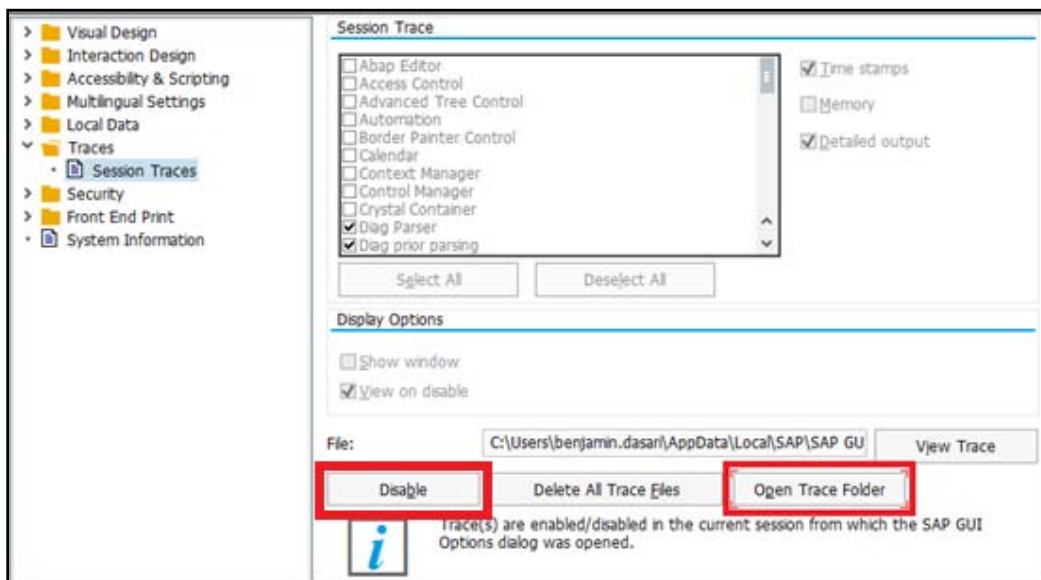 Visual Design
Interaction Design
Accessibility & Scripting
Multilingual Settings
Local Data
Traces
Session Traces
Security
Front End Print
System Information
Session Trace
Abap Editor
Access Control
Advanced Tree Control
Automation
Border Painter Control
Calendar
Context Manager
Control Manager
Crystal Container
Diag Parser
Diag prior parsing
Time stamps
Memory
Detailed output
Select All
Deselect All
Display Options
Show window
View on disable
File:
C:\Users\benjamin.dasari\AppData\Local\SAP\SAP GU
View Trace
Disable
Delete All Trace Files
Open Trace Folder
Trace(s) are enabled/disabled in the current session from which the SAP GUI
Options dialog was opened.